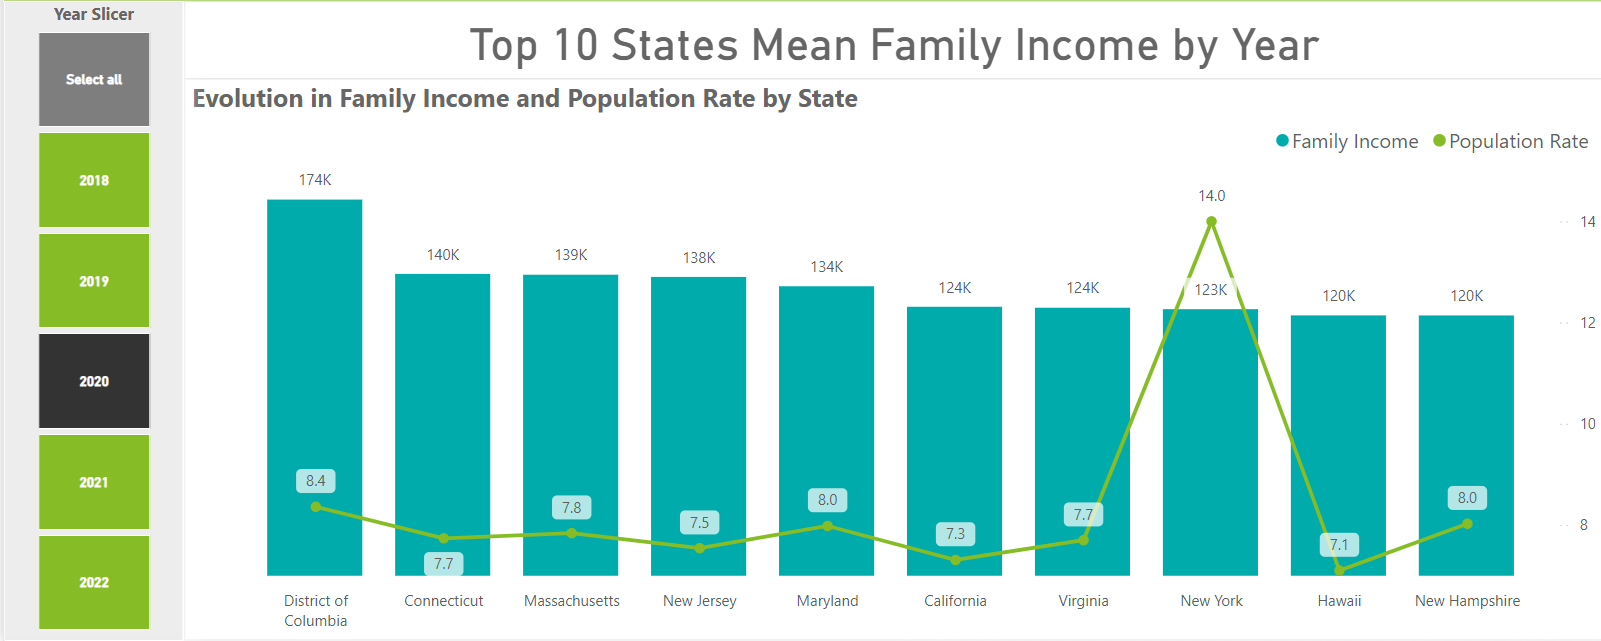 Year Slicer
Select all
2018
2019
2020
2021
2022
Top 10 States Mean Family Income by Year
Evolution in Family Income and Population Rate by State
Family Income Population Rate
174K
140K
139K
138K
134K
124K
124K
123K
120K
120K
8.4
7.7
7.8
7.5
8.0
7.3
7.7
14.0
7.1
8.0
14
12
10
8
District of
Columbia
Connecticut
Massachusetts
New Jersey
Maryland
California
Virginia
New York
Hawaii
New Hampshire